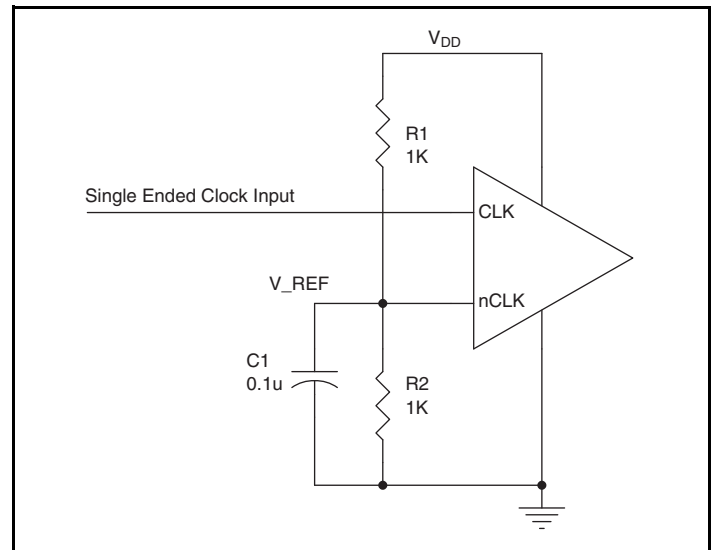 VDD
R1
1K
Single Ended Clock Input
CLK
V_REF
nCLK
C1
0.1u
R2
1K